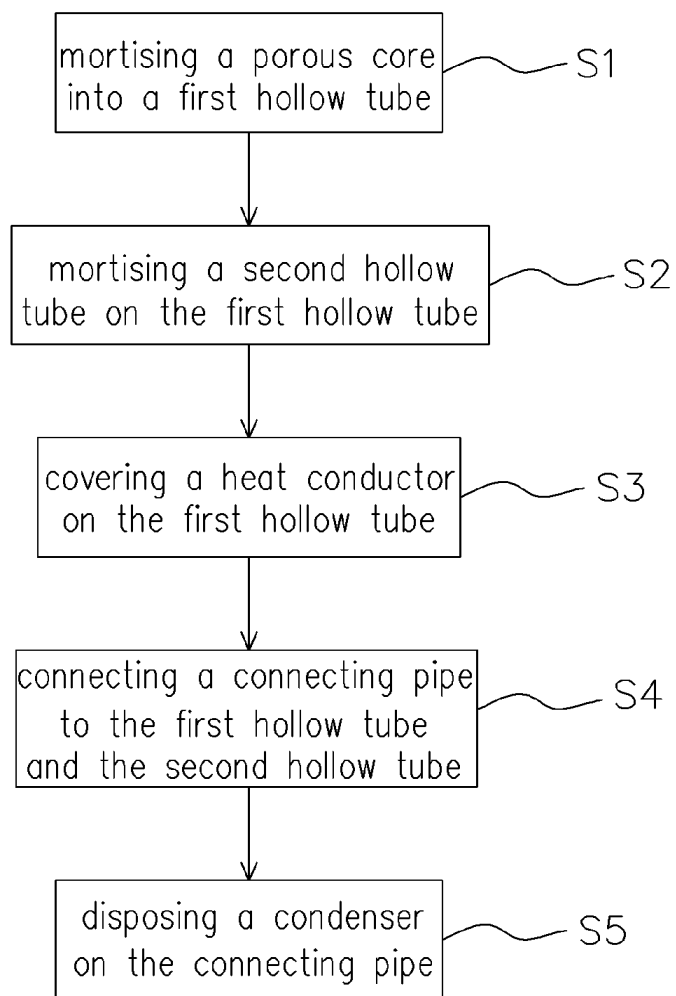 mortising a porous core
into a first hollow tube
S1
mortising a second hollow
tube on the first hollow tube
S2
covering a heat conductor
on the first hollow tube
S3
connecting a connecting pipe
to the first hollow tube
and the second hollow tube
S4
disposing a condenser
on the connecting pipe
S5